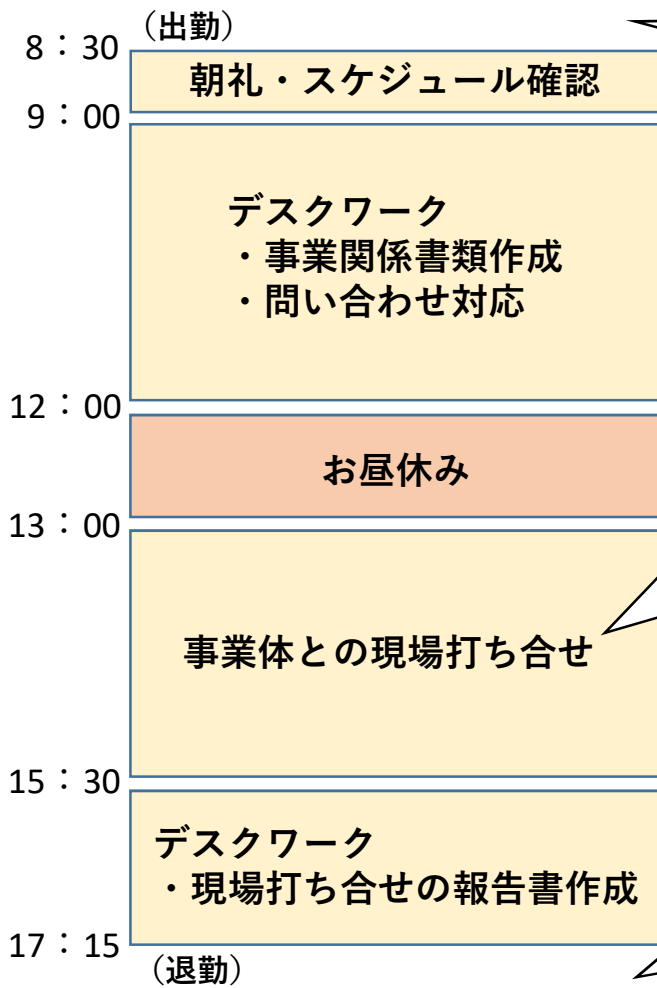 （出勤）
8：30
朝礼・スケジュール確認
9：00
デスクワーク
・事業関係書類作成
・問い合わせ対応
12：00
お昼休み
13：00
事業体との現場打ち合せ
15：30
デスクワーク
・現場打ち合せの報告書作成
17：15
（退勤）